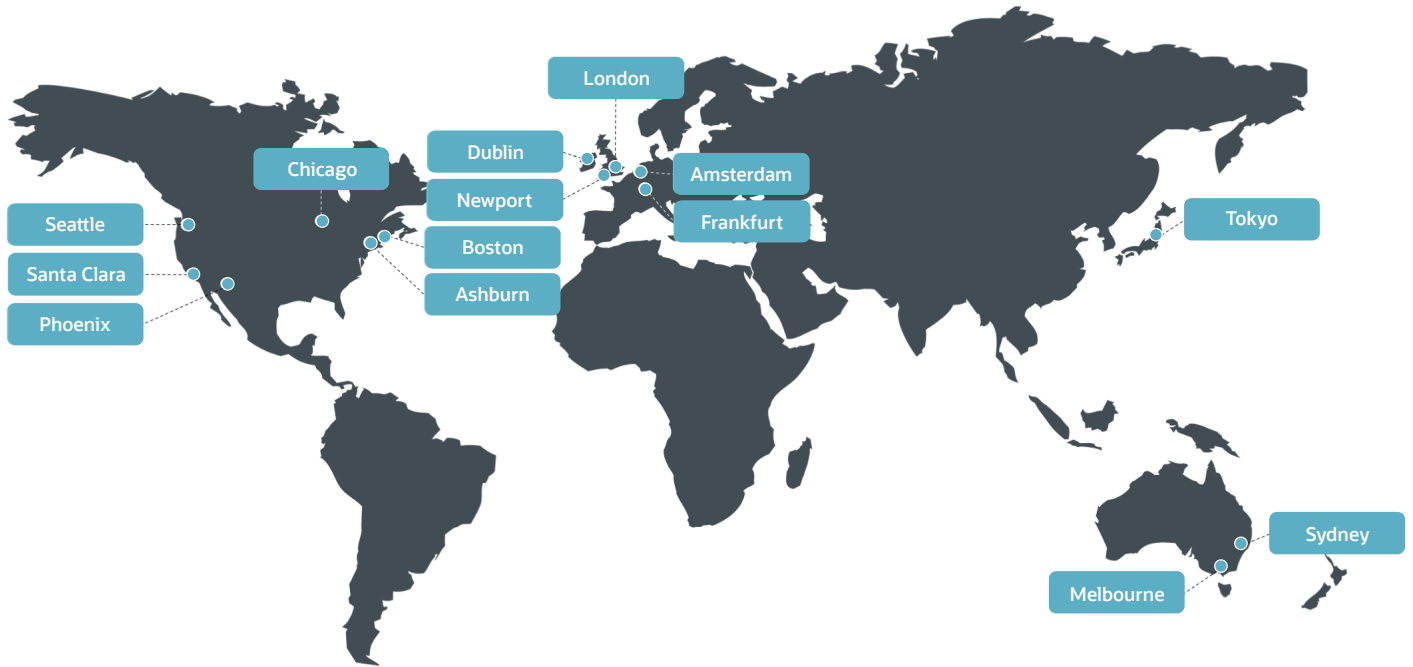 London
Dublin
Chicago
Amsterdam
Newport
Seattle
Frankfurt
Tokyo
Boston
Santa Clara
Ashburn
Phoenix
Sydney
Melbourne